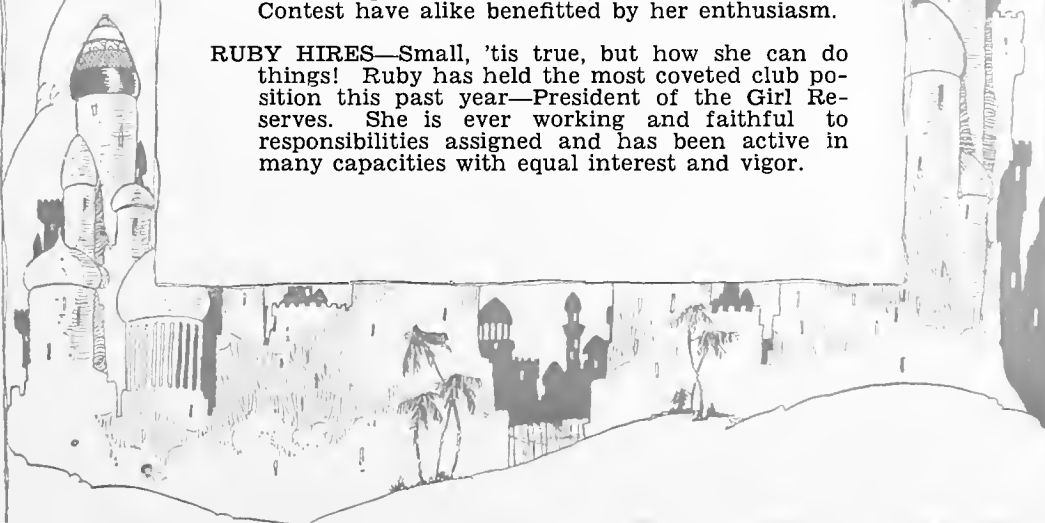 Contest have alike benefitted by her enthusiasm.
RUBY HIRES—Small, 'tis true, but how she can do
things! Ruby has held the most coveted club po-
sition this past year—President of the Girl Re-
serves. She is ever working and faithful to
responsibilities assigned and has been active in
many capacities with equal interest and vigor.